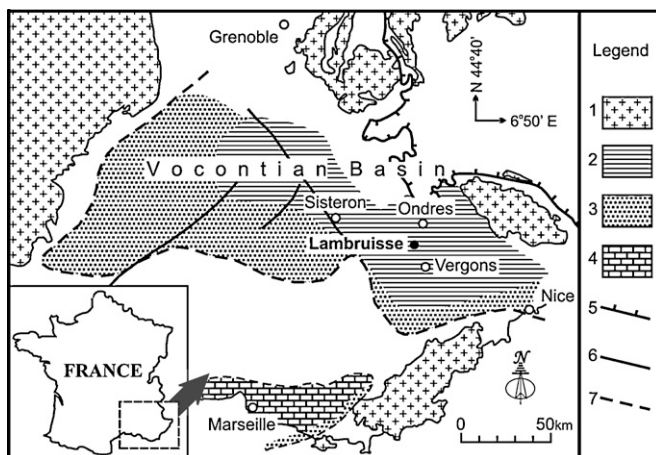 Grenoble
N 44°40'
6°50' E
Vocontian Basin
Sisteron
Ondres
Lambruisse
Vergons
Nice
FRANCE
Marseille
N
0
50km
Legend
1
2
3
4
5
6
7